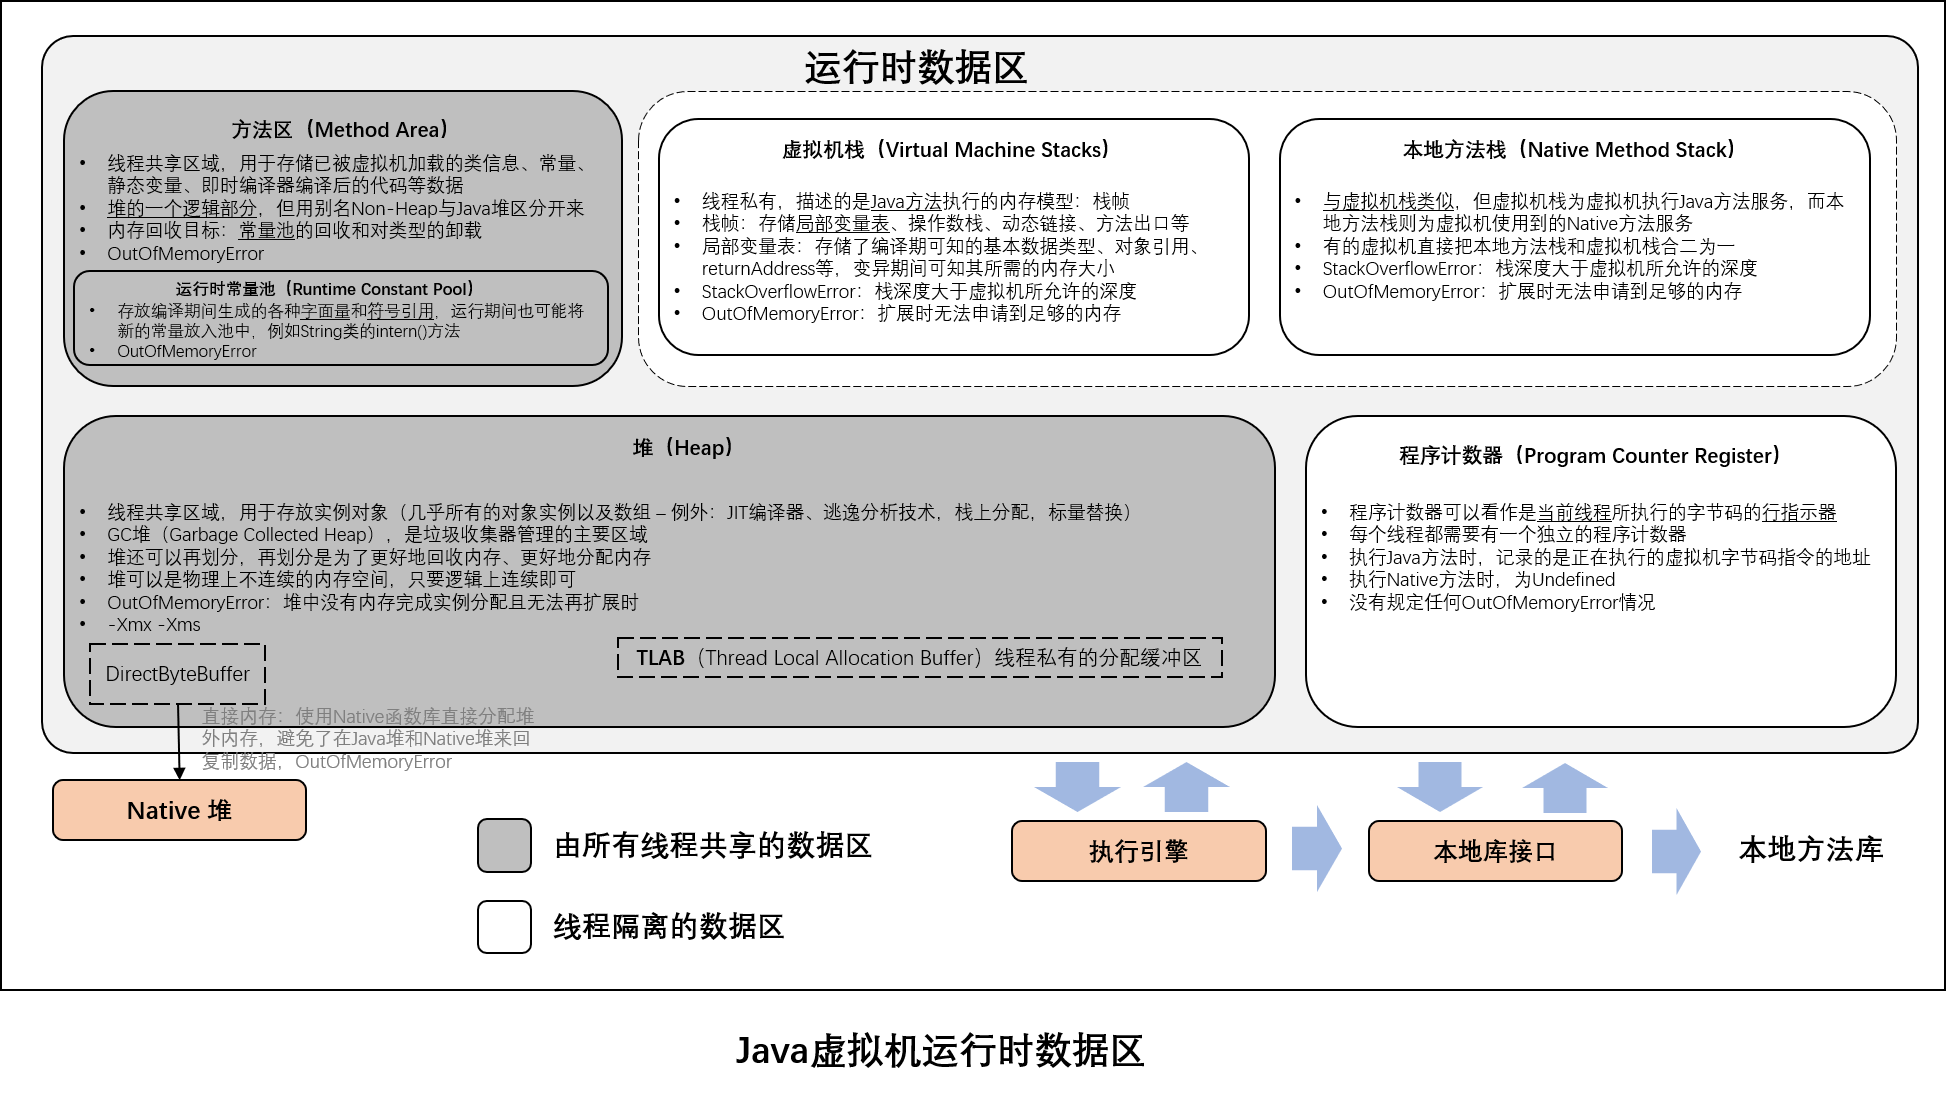 运行时数据区
方法区（Method Area）
• 线程共享区域，用于存储已被虚拟机加载的类信息、常量、
静态变量、即时编译器编译后的代码等数据
• 堆的一个逻辑部分，但用别名Non-Heap与Java堆区分开来
• 内存回收目标：常量池的回收和对类型的卸载
• OutOfMemoryError
运行时常量池（Runtime Constant Pool）
• 存放编译期间生成的各种字面量和符号引用，运行期间也可能将
新的常量放入池中，例如String类的intern()方法
• OutOfMemoryError
虚拟机栈（Virtual Machine Stacks）
• 线程私有，描述的是Java方法执行的内存模型：栈帧
• 栈帧：存储局部变量表、操作数栈、动态链接、方法出口等
• 局部变量表：存储了编译期可知的基本数据类型、对象引用、
returnAddress等，变异期间可知其所需的内存大小
• StackOverflowError：栈深度大于虚拟机所允许的深度
• OutOfMemoryError：扩展时无法申请到足够的内存
本地方法栈（Native Method Stack）
• 与虚拟机栈类似，但虚拟机栈为虚拟机执行Java方法服务，而本
地方法栈则为虚拟机使用到的Native方法服务
• 有的虚拟机直接把本地方法栈和虚拟机栈合二为一
• StackOverflowError：栈深度大于虚拟机所允许的深度
• OutOfMemoryError：扩展时无法申请到足够的内存
堆（Heap）
• 线程共享区域，用于存放实例对象（几乎所有的对象实例以及数组 – 例外：JIT编译器、逃逸分析技术，栈上分配，标量替换）
• GC堆（Garbage Collected Heap），是垃圾收集器管理的主要区域
• 堆还可以再划分，再划分是为了更好地回收内存、更好地分配内存
• 堆可以是物理上不连续的内存空间，只要逻辑上连续即可
• OutOfMemoryError：堆中没有内存完成实例分配且无法再扩展时
• -Xmx -Xms
DirectByteBuffer
TLAB（Thread Local Allocation Buffer）线程私有的分配缓冲区
程序计数器（Program Counter Register）
• 程序计数器可以看作是当前线程所执行的字节码的行指示器
• 每个线程都需要有一个独立的程序计数器
• 执行Java方法时，记录的是正在执行的虚拟机字节码指令的地址
• 执行Native方法时，为Undefined
• 没有规定任何OutOfMemoryError情况
直接内存：使用Native函数库直接分配堆
外内存，避免了在Java堆和Native堆来回
复制数据，OutOfMemoryError
Native 堆
由所有线程共享的数据区
线程隔离的数据区
执行引擎
本地库接口
本地方法库
Java虚拟机运行时数据区